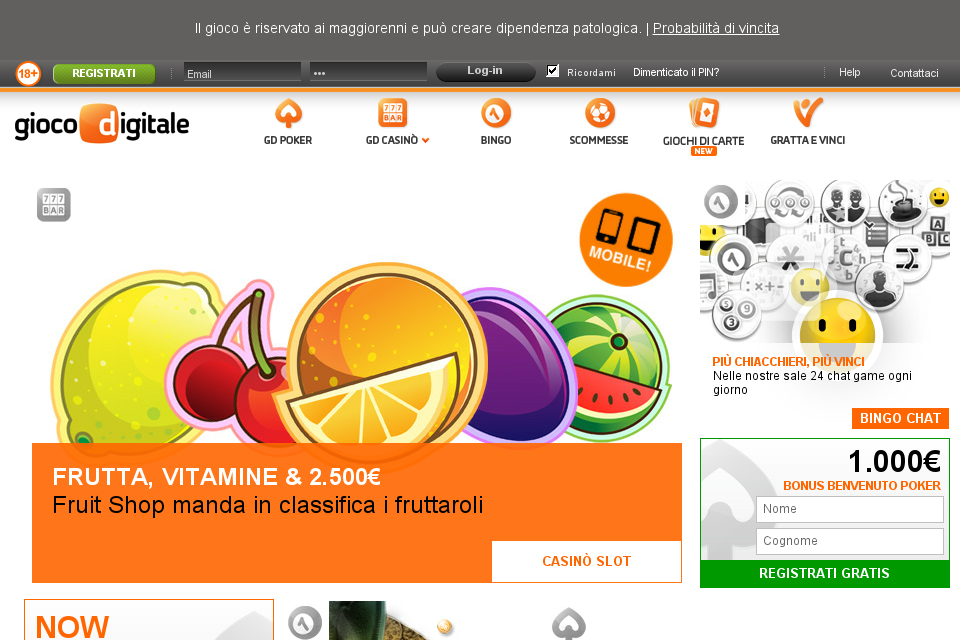 Il gioco è riservato ai maggiorenni e può creare dipendenza patologica. | Probabilità di vincita
18+ REGISTRATI Email ••• Log-in Ricordami Dimenticato il PIN? Help Contattaci
gioco digitale
GD POKER GD CASINÒ BINGO SCOMMESSE GIOCHI DI CARTE GRATTA E VINCI
NEW
777
BAR
MOBILE!
PIÙ CHIACCHIERI, PIÙ VINCI
Nelle nostre sale 24 chat game ogni
giorno
BINGO CHAT
FRUTTA, VITAMINE & 2.500€
Fruit Shop manda in classifica i fruttaroli
CASINÒ SLOT
1.000€
BONUS BENVENUTO POKER
Nome
Cognome
REGISTRATI GRATIS
NOW